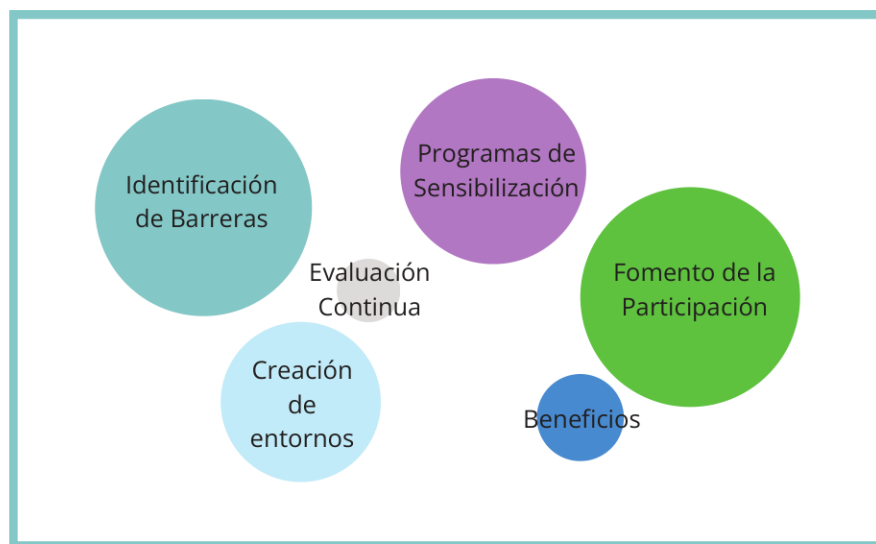 Identificación
de Barreras
Programas de
Sensibilización
Evaluación
Continua
Fomento de la
Participación
Creación
de
entornos
Beneficios